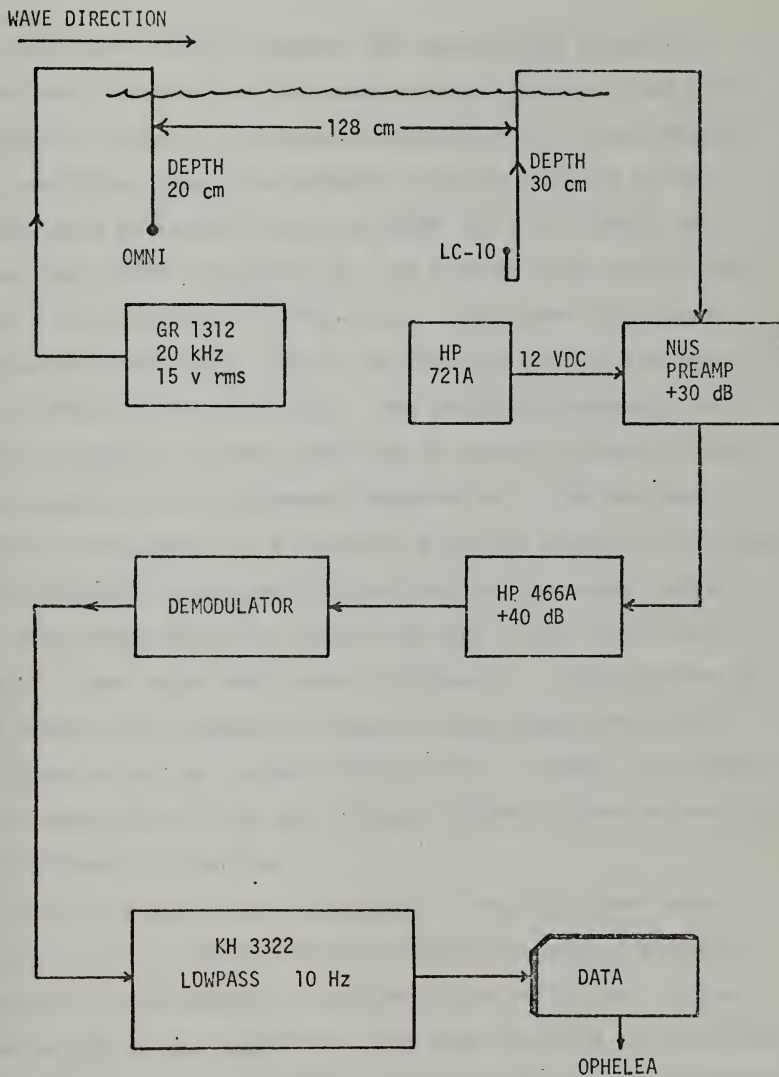 WAVE DIRECTION
128 cm
DEPTH
20 cm
DEPTH
30 cm
OMNI
LC-10
GR 1312
20 kHz
15 v rms
HP
721A
12 VDC
NUS
PREAMP
+30 dB
DEMODULATOR
HP 466A
+40 dB
KH 3322
LOWPASS 10 Hz
DATA
OPHELEA